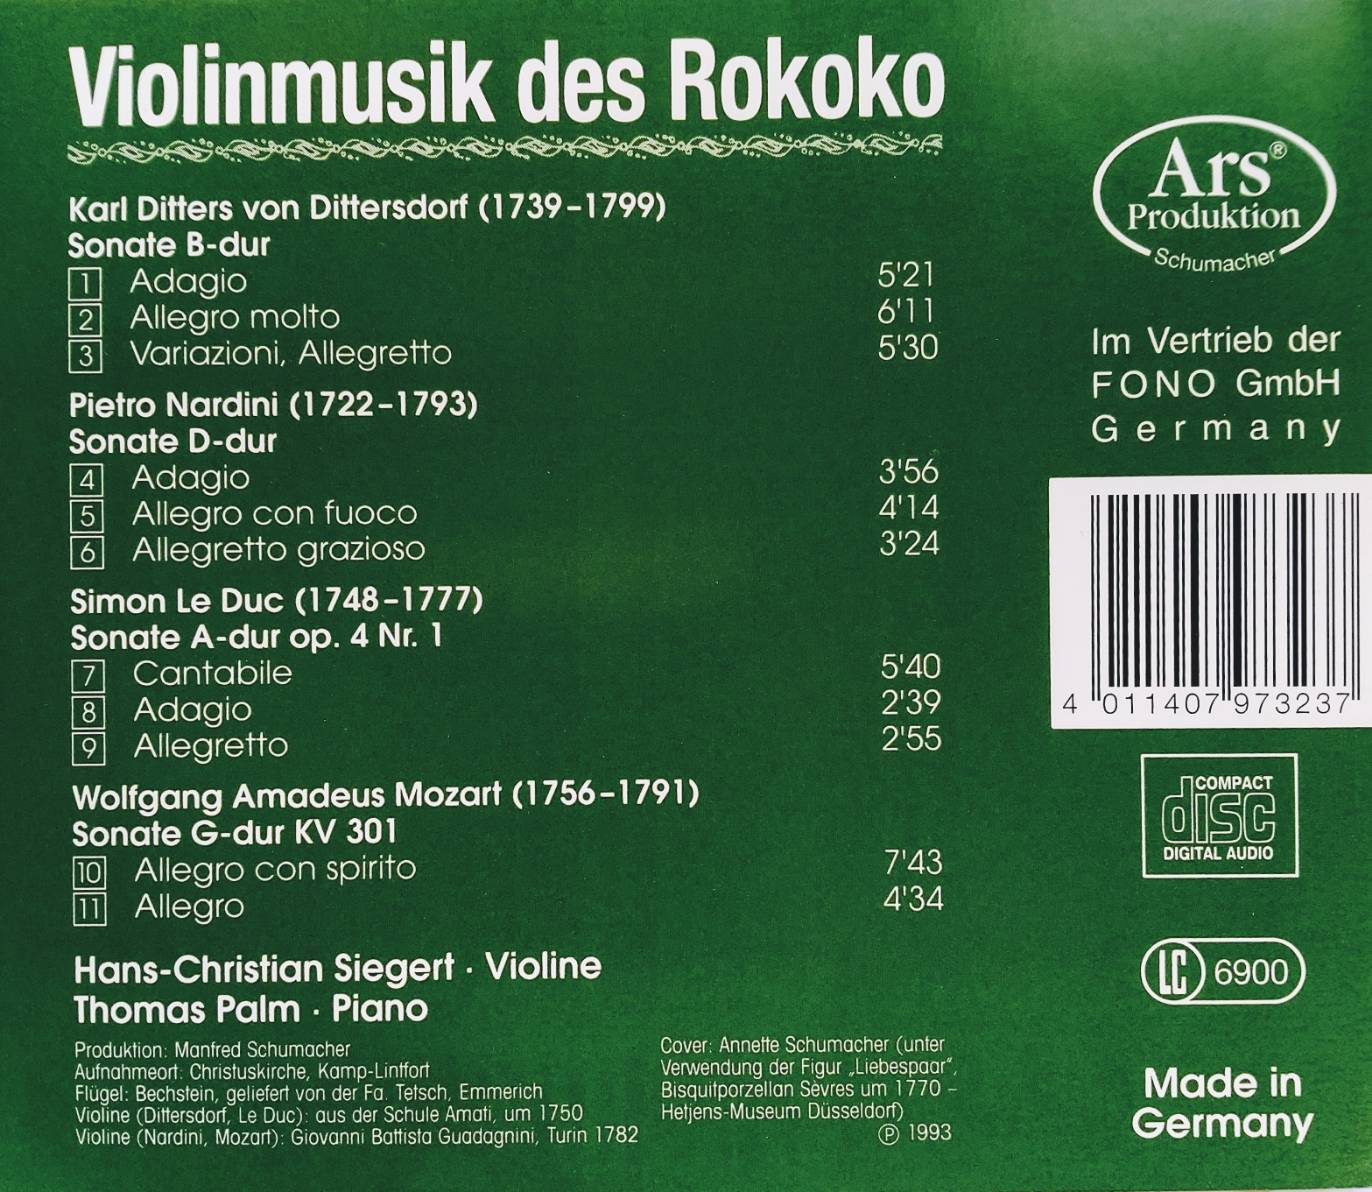 Violinmusik des Rokoko
Karl Ditters von Dittersdorf (1739–1799)
Sonate B-dur
1 Adagio 5'21
2 Allegro molto 6'11
3 Variazioni, Allegretto 5'30
Pietro Nardini (1722–1793)
Sonate D-dur
4 Adagio 3'56
5 Allegro con fuoco 4'14
6 Allegretto grazioso 3'24
Simon Le Duc (1748–1777)
Sonate A-dur op. 4 Nr. 1
7 Cantabile 5'40
8 Adagio 2'39
9 Allegretto 2'55
Wolfgang Amadeus Mozart (1756–1791)
Sonate G-dur KV 301
10 Allegro con spirito 7'43
11 Allegro 4'34
Hans-Christian Siegert · Violine
Thomas Palm · Piano
Produktion: Manfred Schumacher
Aufnahmeort: Christuskirche, Kamp-Lintfort
Flügel: Bechstein, geliefert von der Fa. Tetsch, Emmerich
Violine (Dittersdorf, Le Duc): aus der Schule Amati, um 1750
Violine (Nardini, Mozart): Giovanni Battista Guadagnini, Turin 1782
Cover: Annette Schumacher (unter
Verwendung der Figur „Liebespaar“,
Bisquitporzellan Sèvres um 1770 –
Hetjens-Museum Düsseldorf)
℗ 1993
Ars®
Produktion
Schumacher
Im Vertrieb der
FONO GmbH
Germany
4 011407 973237
COMPACT
disc
DIGITAL AUDIO
LC 6900
Made in
Germany